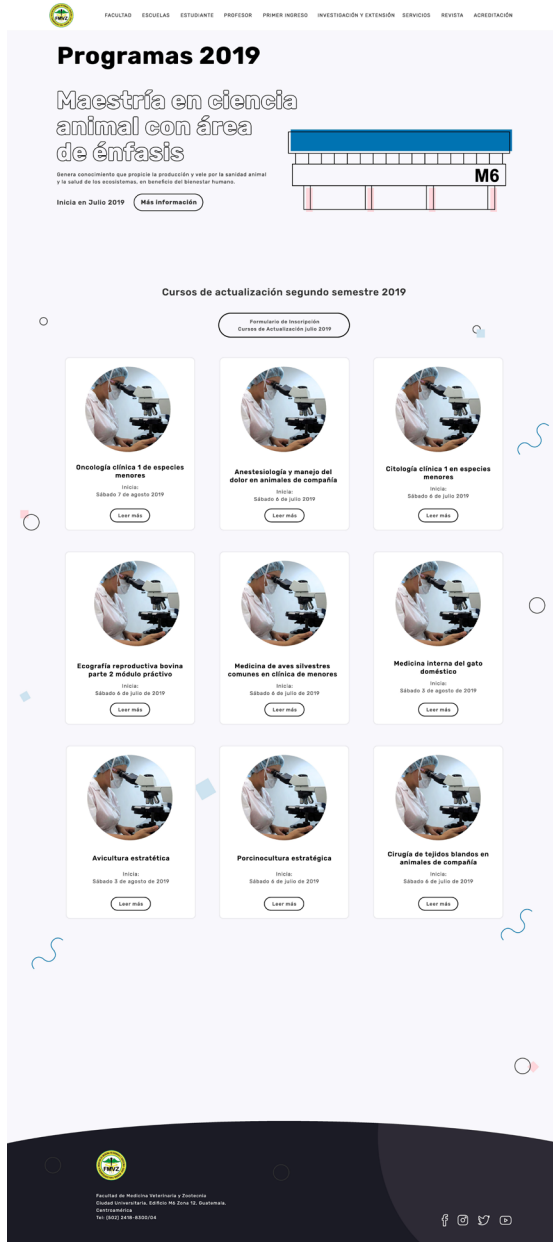 FMVZ
FACULTAD ESCUELAS ESTUDIANTE PROFESOR PRIMER INGRESO INVESTIGACIÓN Y EXTENSIÓN SERVICIOS REVISTA ACREDITACIÓN
Programas 2019
Maestría en ciencia
animal con área
de énfasis
Genera conocimiento que propicie la producción y vele por la sanidad animal
y la salud de los ecosistemas, en beneficio del bienestar humano.
Inicia en Julio 2019 Más información
M6
Cursos de actualización segundo semestre 2019
Formulario de Inscripción
Cursos de Actualización julio 2019
Oncología clínica 1 de especies
menores
Inicia:
Sábado 7 de agosto 2019
Leer más
Anestesiología y manejo del
dolor en animales de compañía
Inicia:
Sábado 6 de julio 2019
Leer más
Citología clínica 1 en especies
menores
Inicia:
Sábado 6 de julio 2019
Leer más
Ecografía reproductiva bovina
parte 2 módulo práctivo
Inicia:
Sábado 6 de julio de 2019
Leer más
Medicina de aves silvestres
comunes en clínica de menores
Inicia:
Sábado 6 de julio de 2019
Leer más
Medicina interna del gato
doméstico
Inicia:
Sábado 3 de agosto de 2019
Leer más
Avicultura estratética
Inicia:
Sábado 3 de agosto de 2019
Leer más
Porcinocultura estratégica
Inicia:
Sábado 6 de julio de 2019
Leer más
Cirugía de tejidos blandos en
animales de compañía
Inicia:
Sábado 6 de julio de 2019
Leer más
FMVZ
Facultad de Medicina Veterinaria y Zootecnia
Ciudad Universitaria, Edificio M6 Zona 12, Guatemala,
Centroamérica
Tel: (502) 2418-8300/04